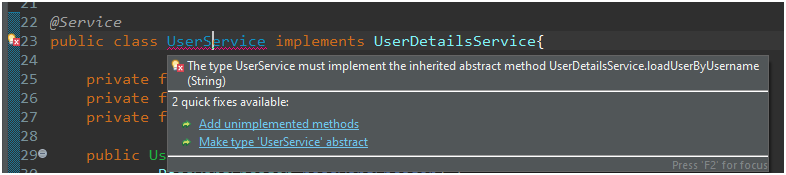 21
22 @Service
23 public class UserService implements UserDetailsService{
24
The type UserService must implement the inherited abstract method UserDetailsService.loadUserByUsername
(String)
25 private f
2 quick fixes available:
26 private f
27 private f
Add unimplemented methods
28
Make type 'UserService' abstract
29 public Us
Press 'F2' for focus